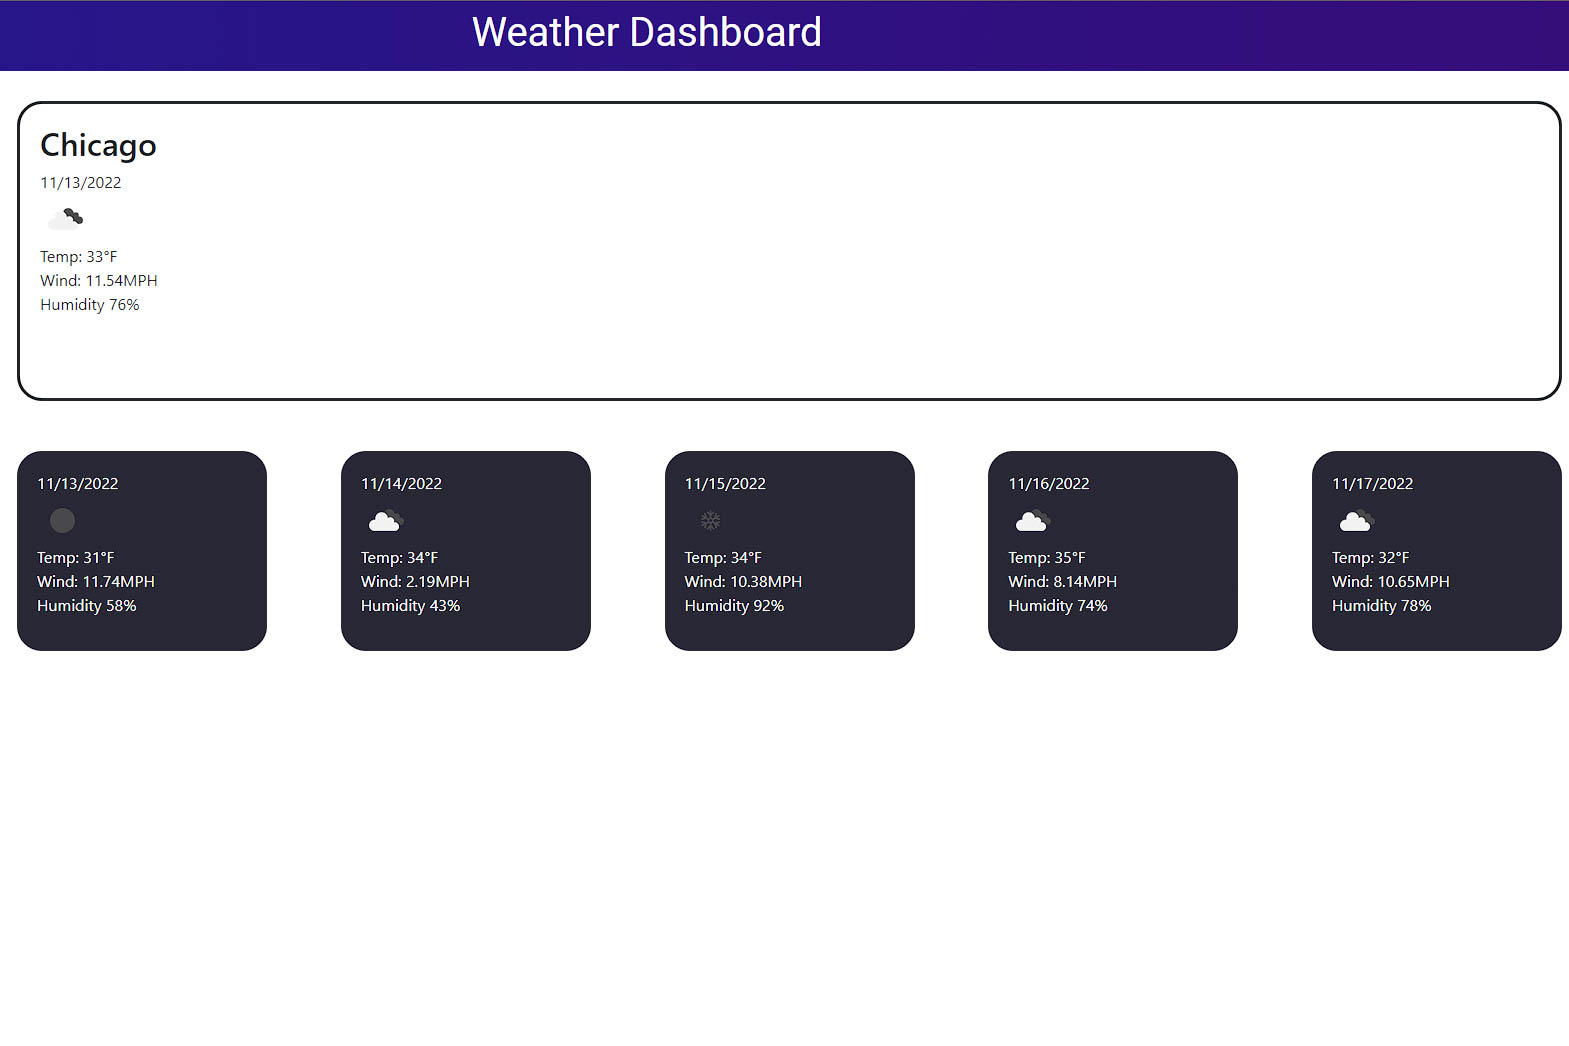 Weather Dashboard
Chicago
11/13/2022
Temp: 33°F
Wind: 11.54MPH
Humidity 76%
11/13/2022
Temp: 31°F
Wind: 11.74MPH
Humidity 58%
11/14/2022
Temp: 34°F
Wind: 2.19MPH
Humidity 43%
11/15/2022
Temp: 34°F
Wind: 10.38MPH
Humidity 92%
11/16/2022
Temp: 35°F
Wind: 8.14MPH
Humidity 74%
11/17/2022
Temp: 32°F
Wind: 10.65MPH
Humidity 78%